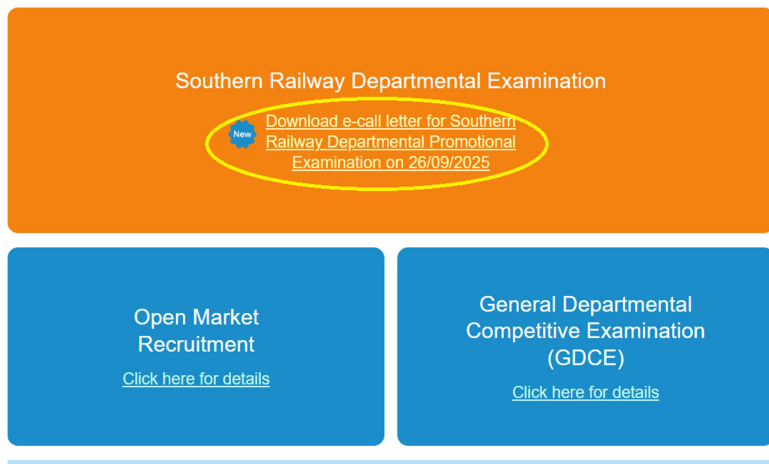 Southern Railway Departmental Examination
New
Download e-call letter for Southern
Railway Departmental Promotional
Examination on 26/09/2025
Open Market
Recruitment
Click here for details
General Departmental
Competitive Examination
(GDCE)
Click here for details